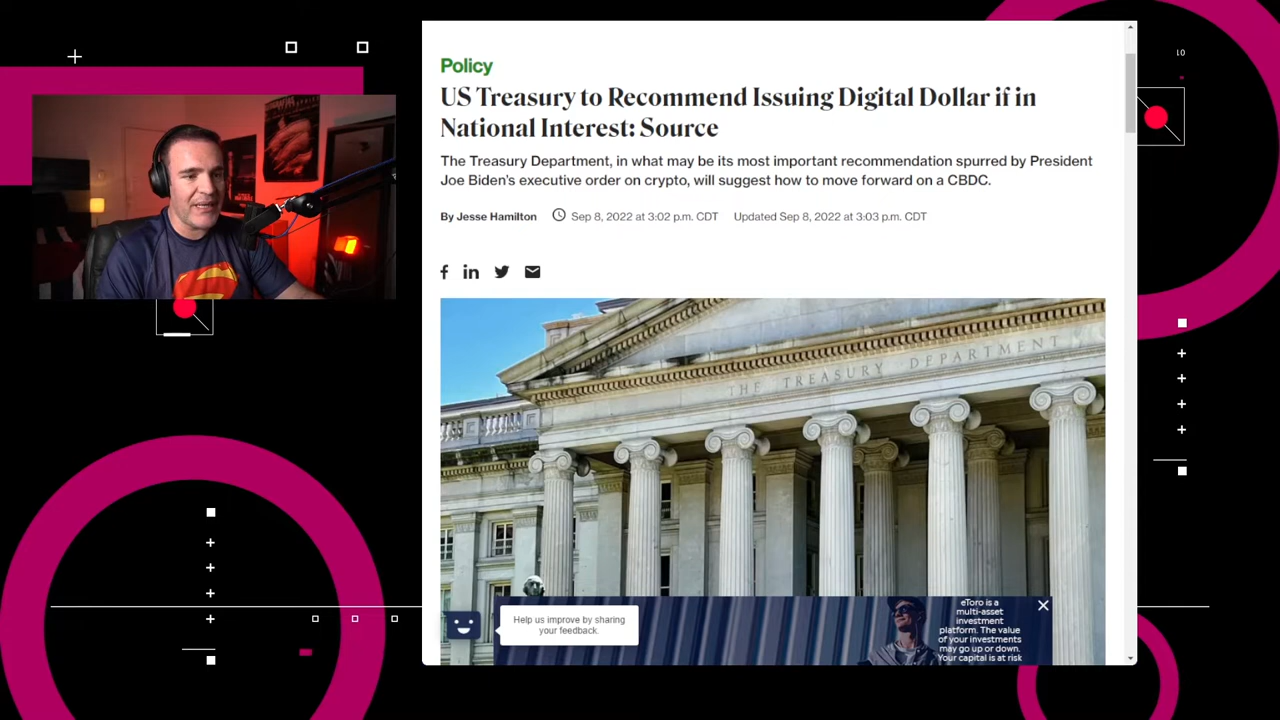 Policy
US Treasury to Recommend Issuing Digital Dollar if in
National Interest: Source
The Treasury Department, in what may be its most important recommendation spurred by President
Joe Biden's executive order on crypto, will suggest how to move forward on a CBDC.
By Jesse Hamilton Sep 8, 2022 at 3:02 p.m. CDT Updated Sep 8, 2022 at 3:03 p.m. CDT
THE TREASURY DEPARTMENT
Help us improve by sharing
your feedback.
eToro is a
multi-asset
investment
platform. The value
of your investments
may go up or down.
Your capital is at risk
01